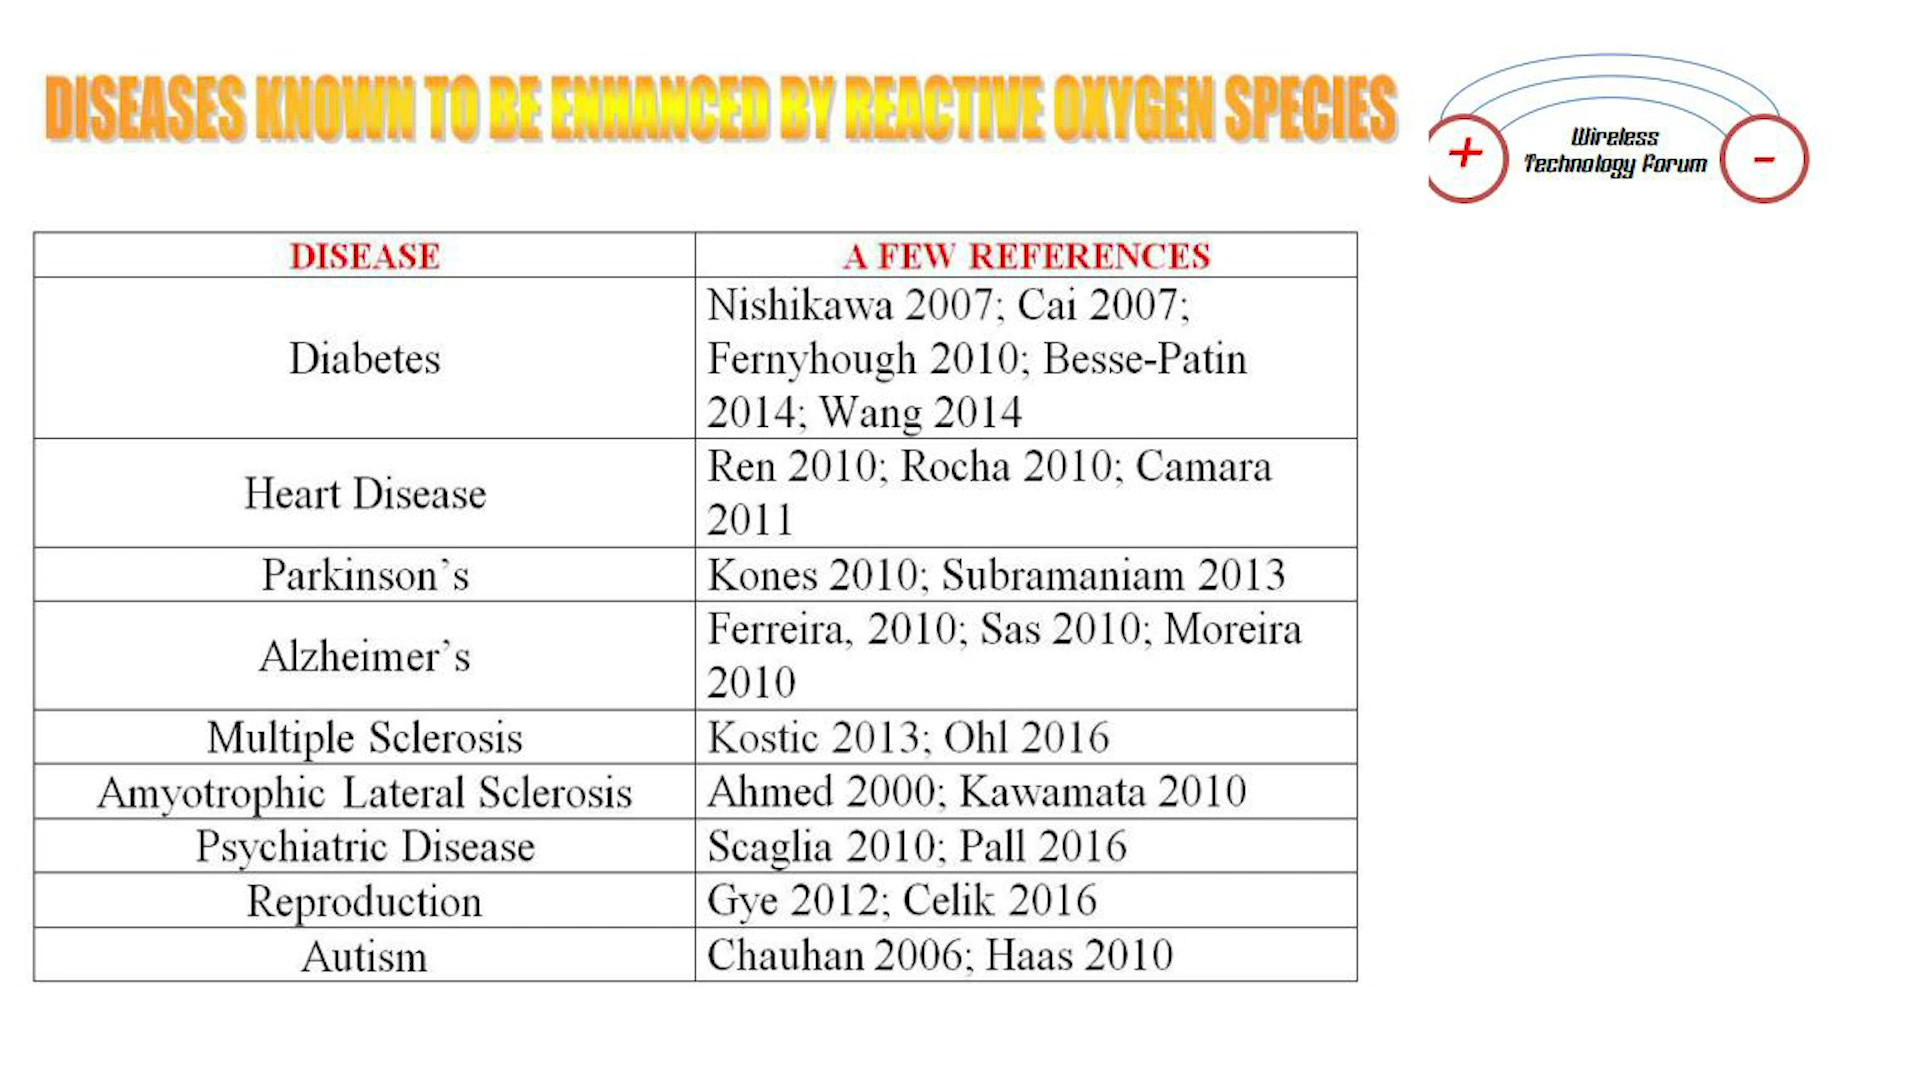 DISEASES KNOWN TO BE ENHANCED BY REACTIVE OXYGEN SPECIES
+
Wireless
Technology Forum
-
DISEASE
A FEW REFERENCES
Diabetes
Nishikawa 2007; Cai 2007;
Fernyhough 2010; Besse-Patin
2014; Wang 2014
Heart Disease
Ren 2010; Rocha 2010; Camara
2011
Parkinson’s
Kones 2010; Subramaniam 2013
Alzheimer’s
Ferreira, 2010; Sas 2010; Moreira
2010
Multiple Sclerosis
Kostic 2013; Ohl 2016
Amyotrophic Lateral Sclerosis
Ahmed 2000; Kawamata 2010
Psychiatric Disease
Scaglia 2010; Pall 2016
Reproduction
Gye 2012; Celik 2016
Autism
Chauhan 2006; Haas 2010